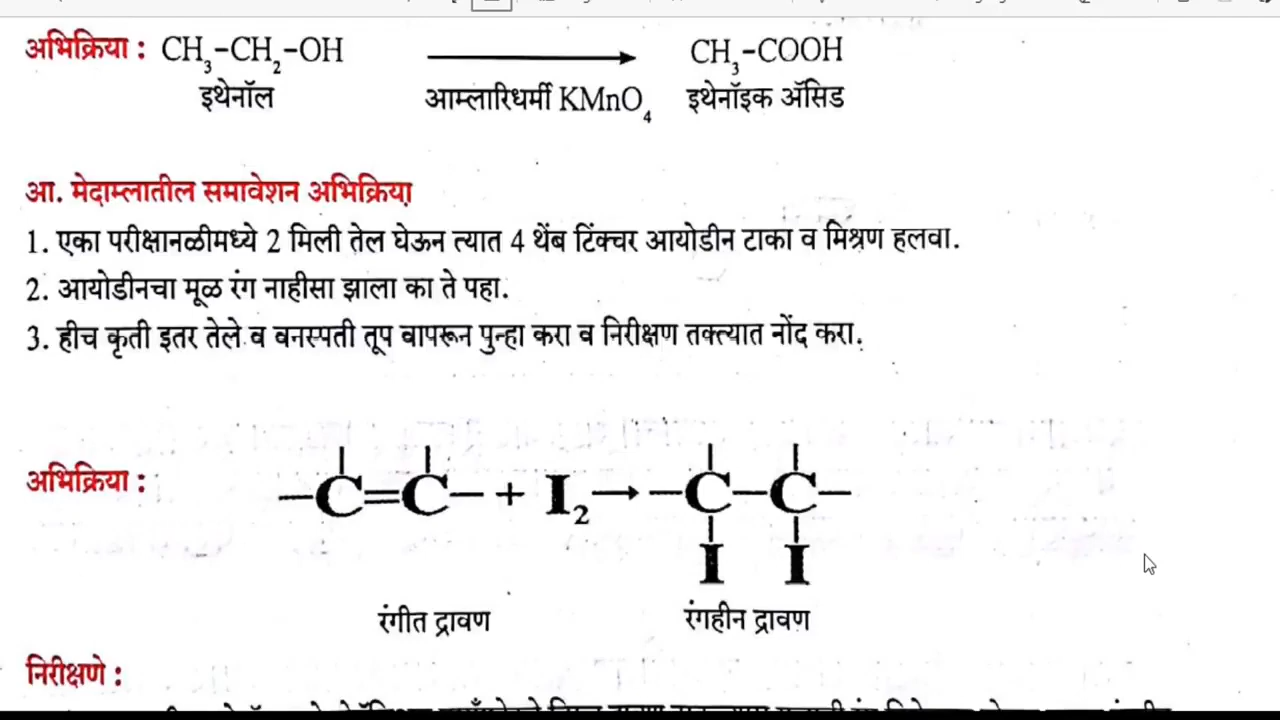 अभिक्रिया : CH₃–CH₂–OH ⟶ CH₃–COOH
इथेनॉल आम्लारिधर्मी KMnO₄ इथेनॉइक ॲसिड
आ. मेदाम्लातील समावेशन अभिक्रिया
1. एका परीक्षानळीमध्ये 2 मिली तेल घेऊन त्यात 4 थेंब टिंक्चर आयोडीन टाका व मिश्रण हलवा.
2. आयोडीनचा मूळ रंग नाहीसा झाला का ते पहा.
3. हीच कृती इतर तेले व वनस्पती तूप वापरून पुन्हा करा व निरीक्षण तक्त्यात नोंद करा.
अभिक्रिया : –C=C– + I₂ → –C–C–
I I
रंगीत द्रावण रंगहीन द्रावण
निरीक्षणे :